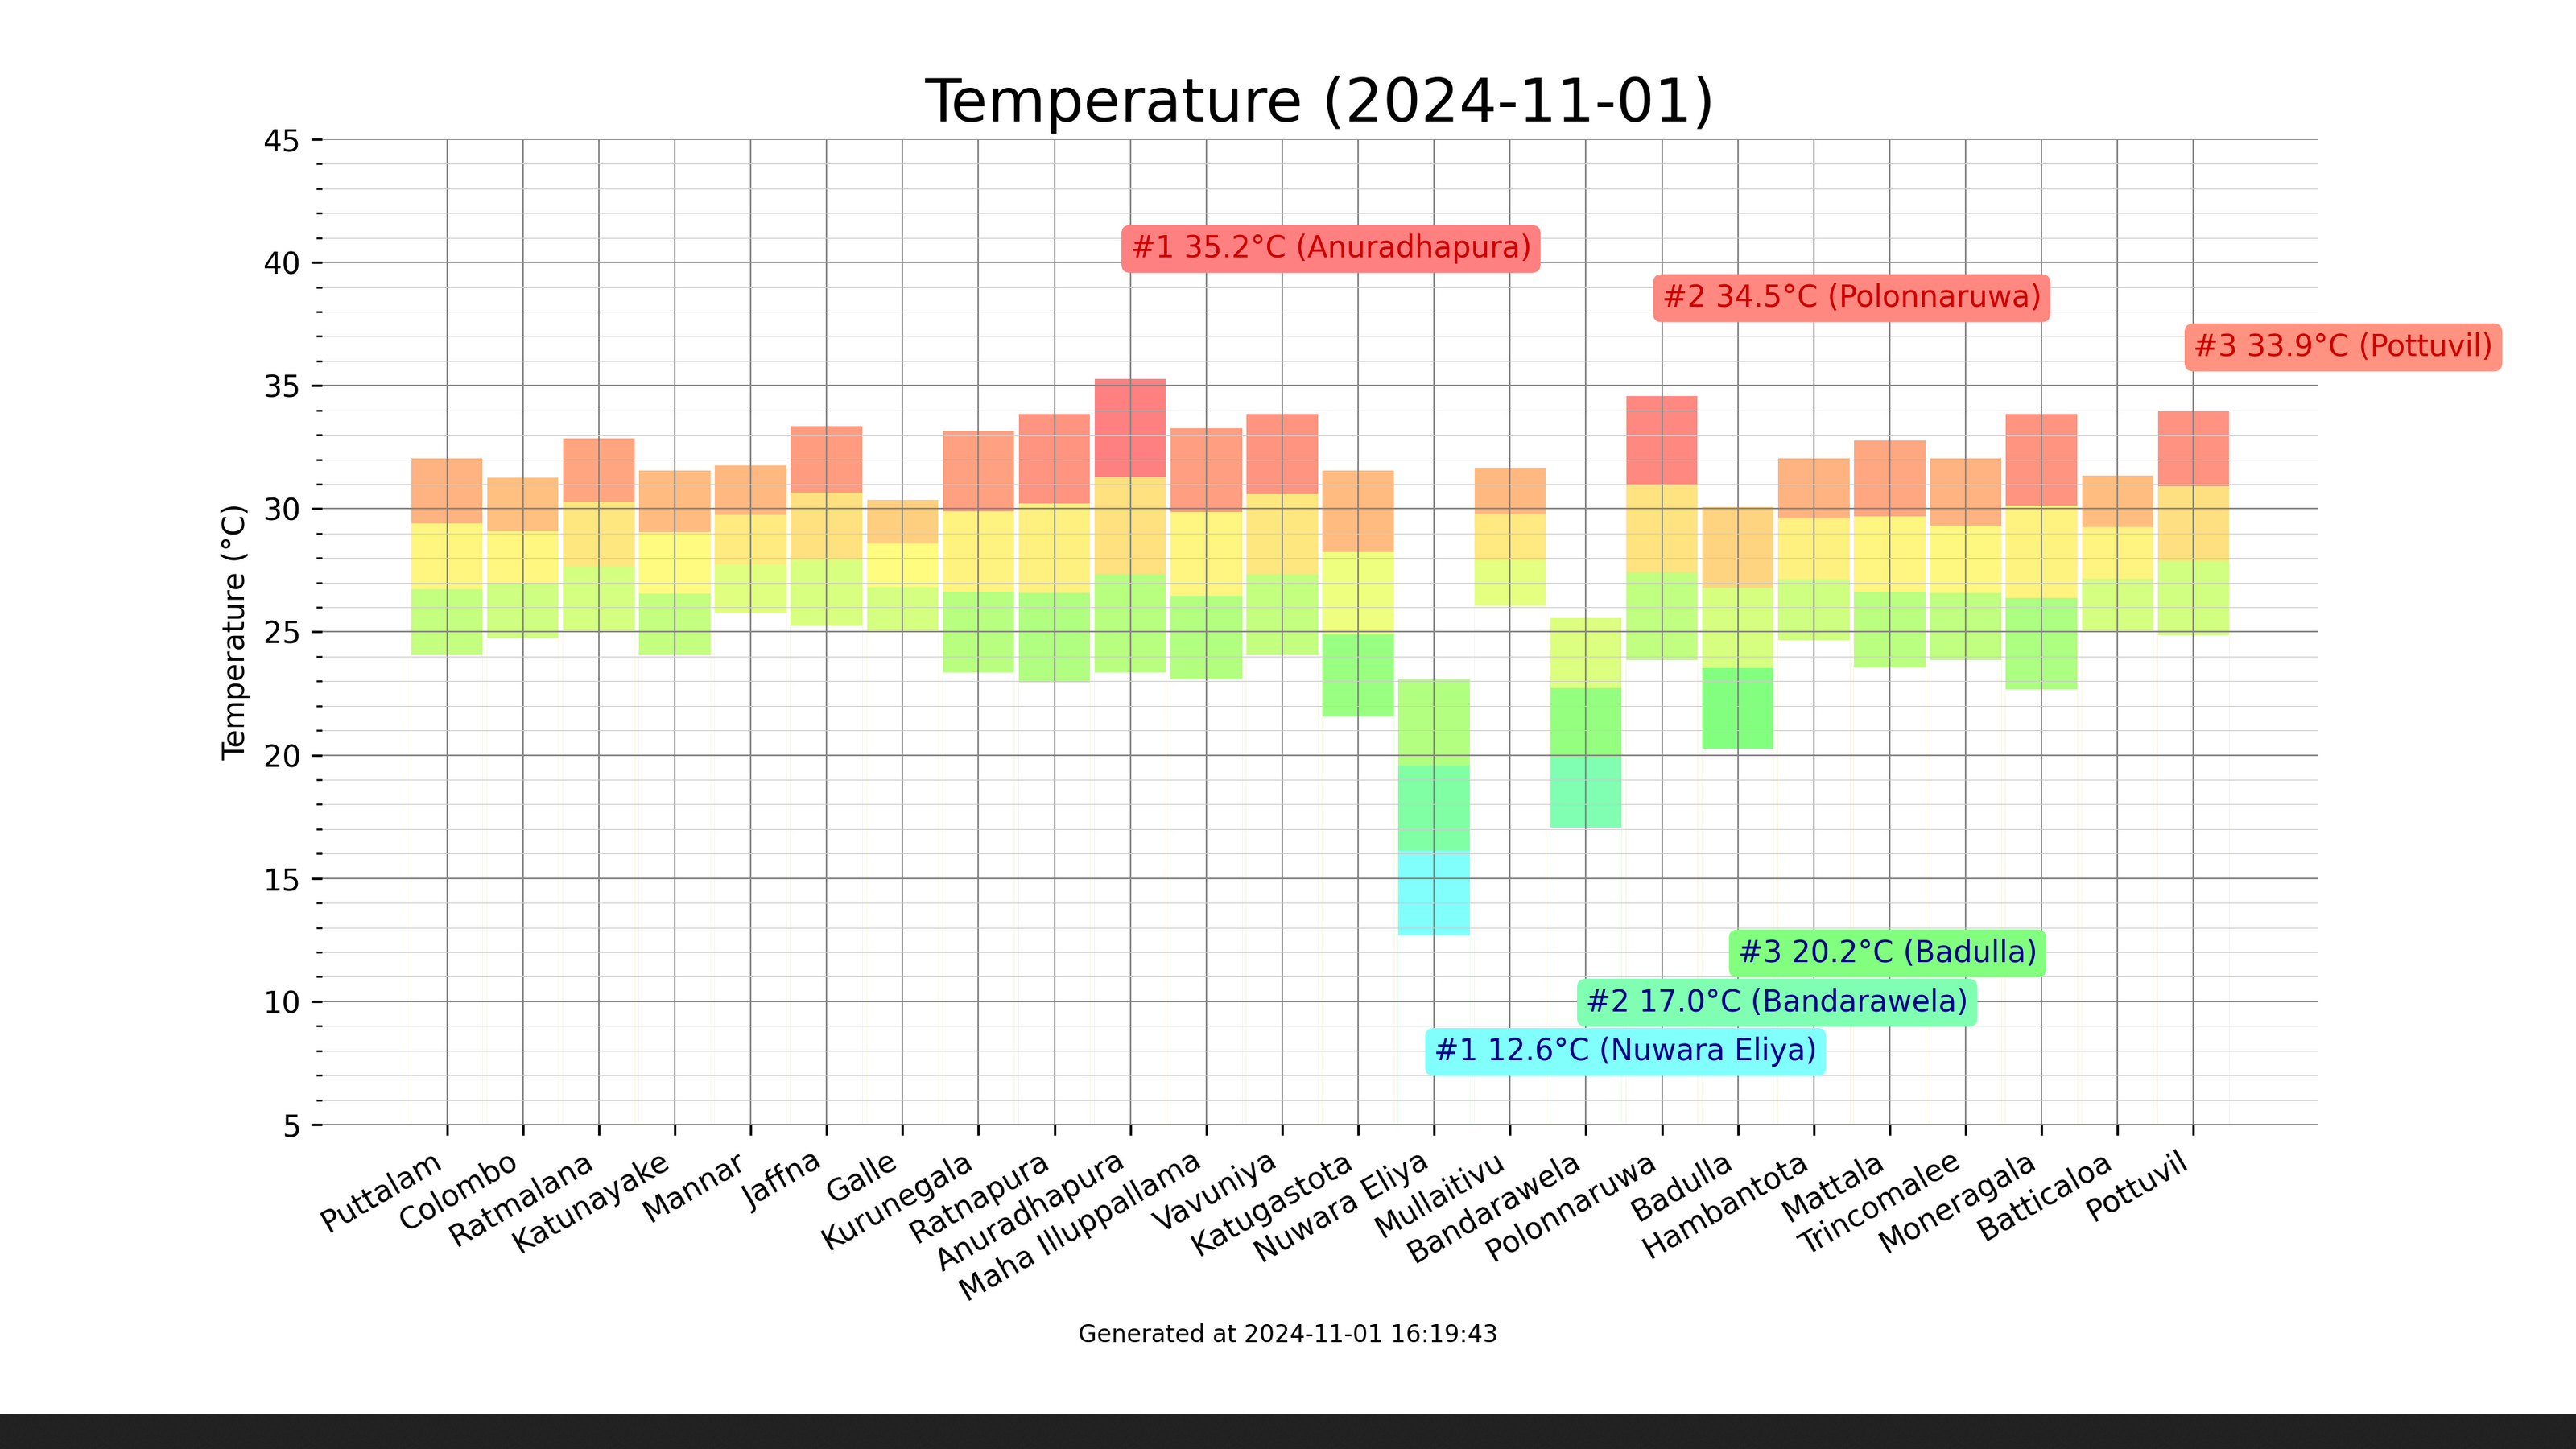 Temperature (2024-11-01)
Temperature (°C)
45
40
35
30
25
20
15
10
5
#1 35.2°C (Anuradhapura)
#2 34.5°C (Polonnaruwa)
#3 33.9°C (Pottuvil)
#3 20.2°C (Badulla)
#2 17.0°C (Bandarawela)
#1 12.6°C (Nuwara Eliya)
Puttalam
Colombo
Ratmalana
Katunayake
Mannar
Jaffna
Galle
Kurunegala
Ratnapura
Anuradhapura
Maha Illuppallama
Vavuniya
Katugastota
Nuwara Eliya
Mullaitivu
Bandarawela
Polonnaruwa
Badulla
Hambantota
Mattala
Trincomalee
Moneragala
Batticaloa
Pottuvil
Generated at 2024-11-01 16:19:43